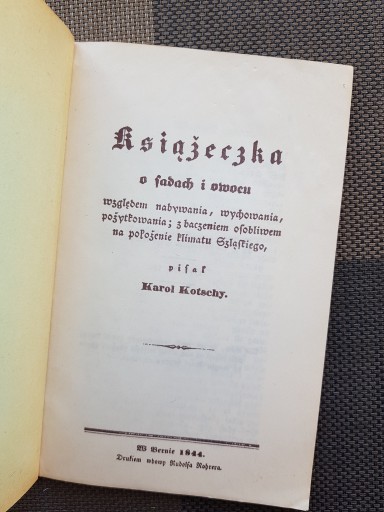 Książeczka
o sadach i owocu
względem nabywania, wychowania,
pożytkowania; z baczeniem osobliwem
na położenie klimatu Szląskiego,
pisał
Karol Kotschy.
W Bernie 1844.
Drukiem wdowy Rudolfa Rohrera.